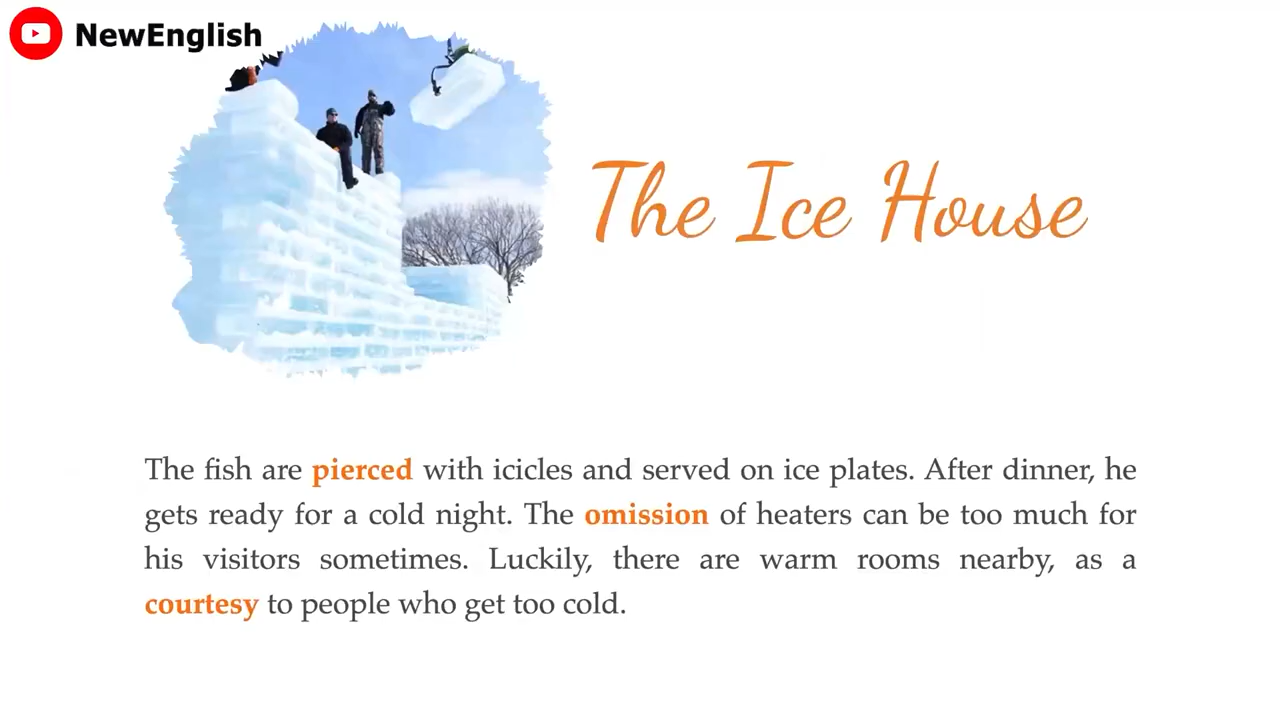 NewEnglish
The Ice House
The fish are pierced with icicles and served on ice plates. After dinner, he
gets ready for a cold night. The omission of heaters can be too much for
his visitors sometimes. Luckily, there are warm rooms nearby, as a
courtesy to people who get too cold.